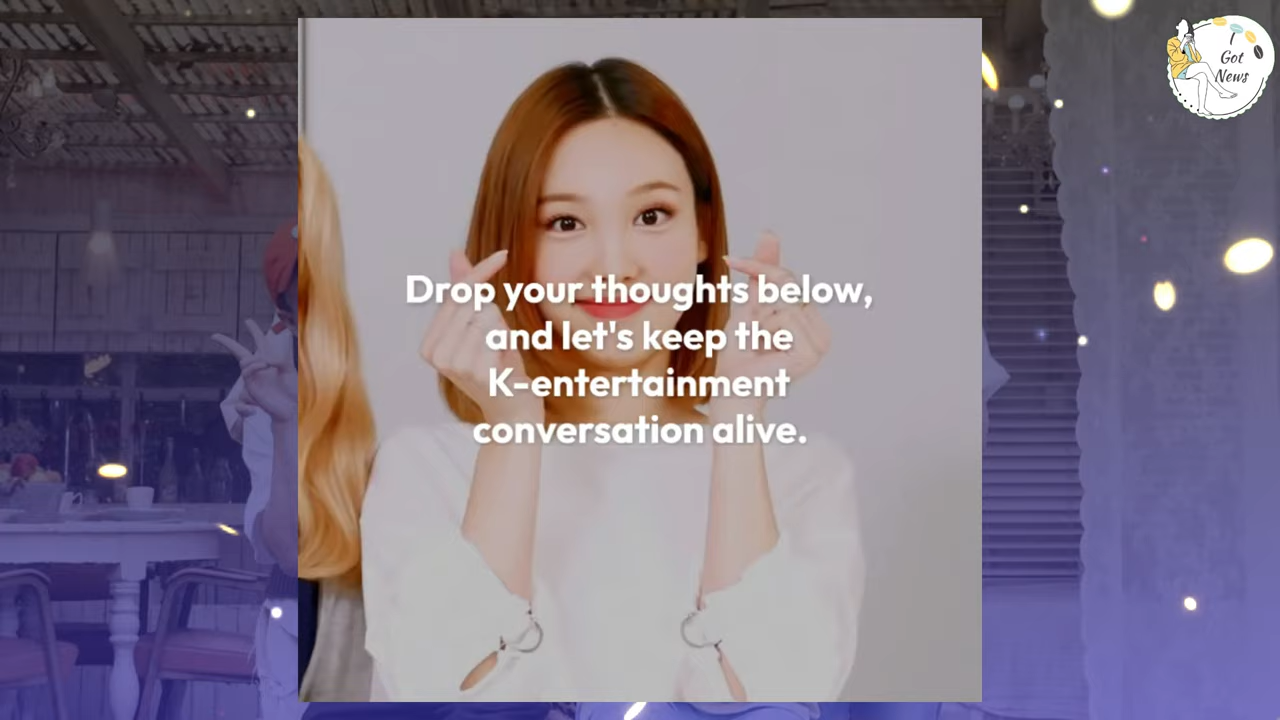 I
Got
News
Drop your thoughts below,
and let's keep the
K-entertainment
conversation alive.